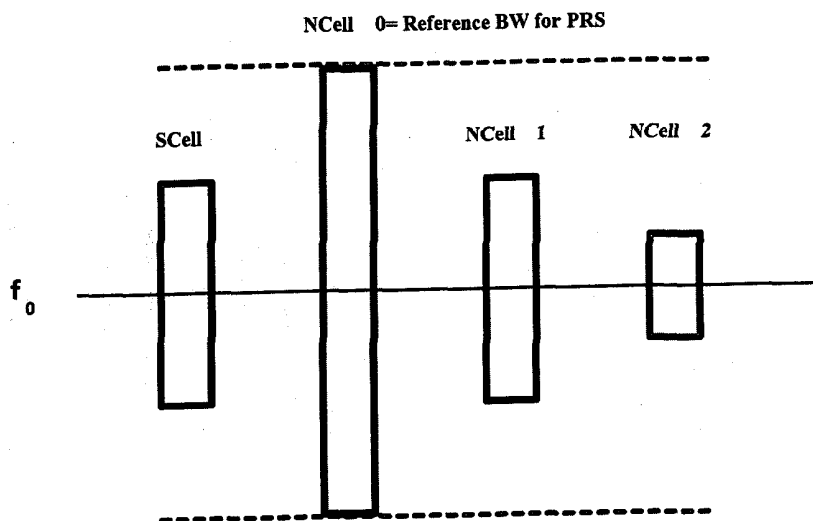 NCell 0= Reference BW for PRS
SCell
NCell 1
NCell 2
f0